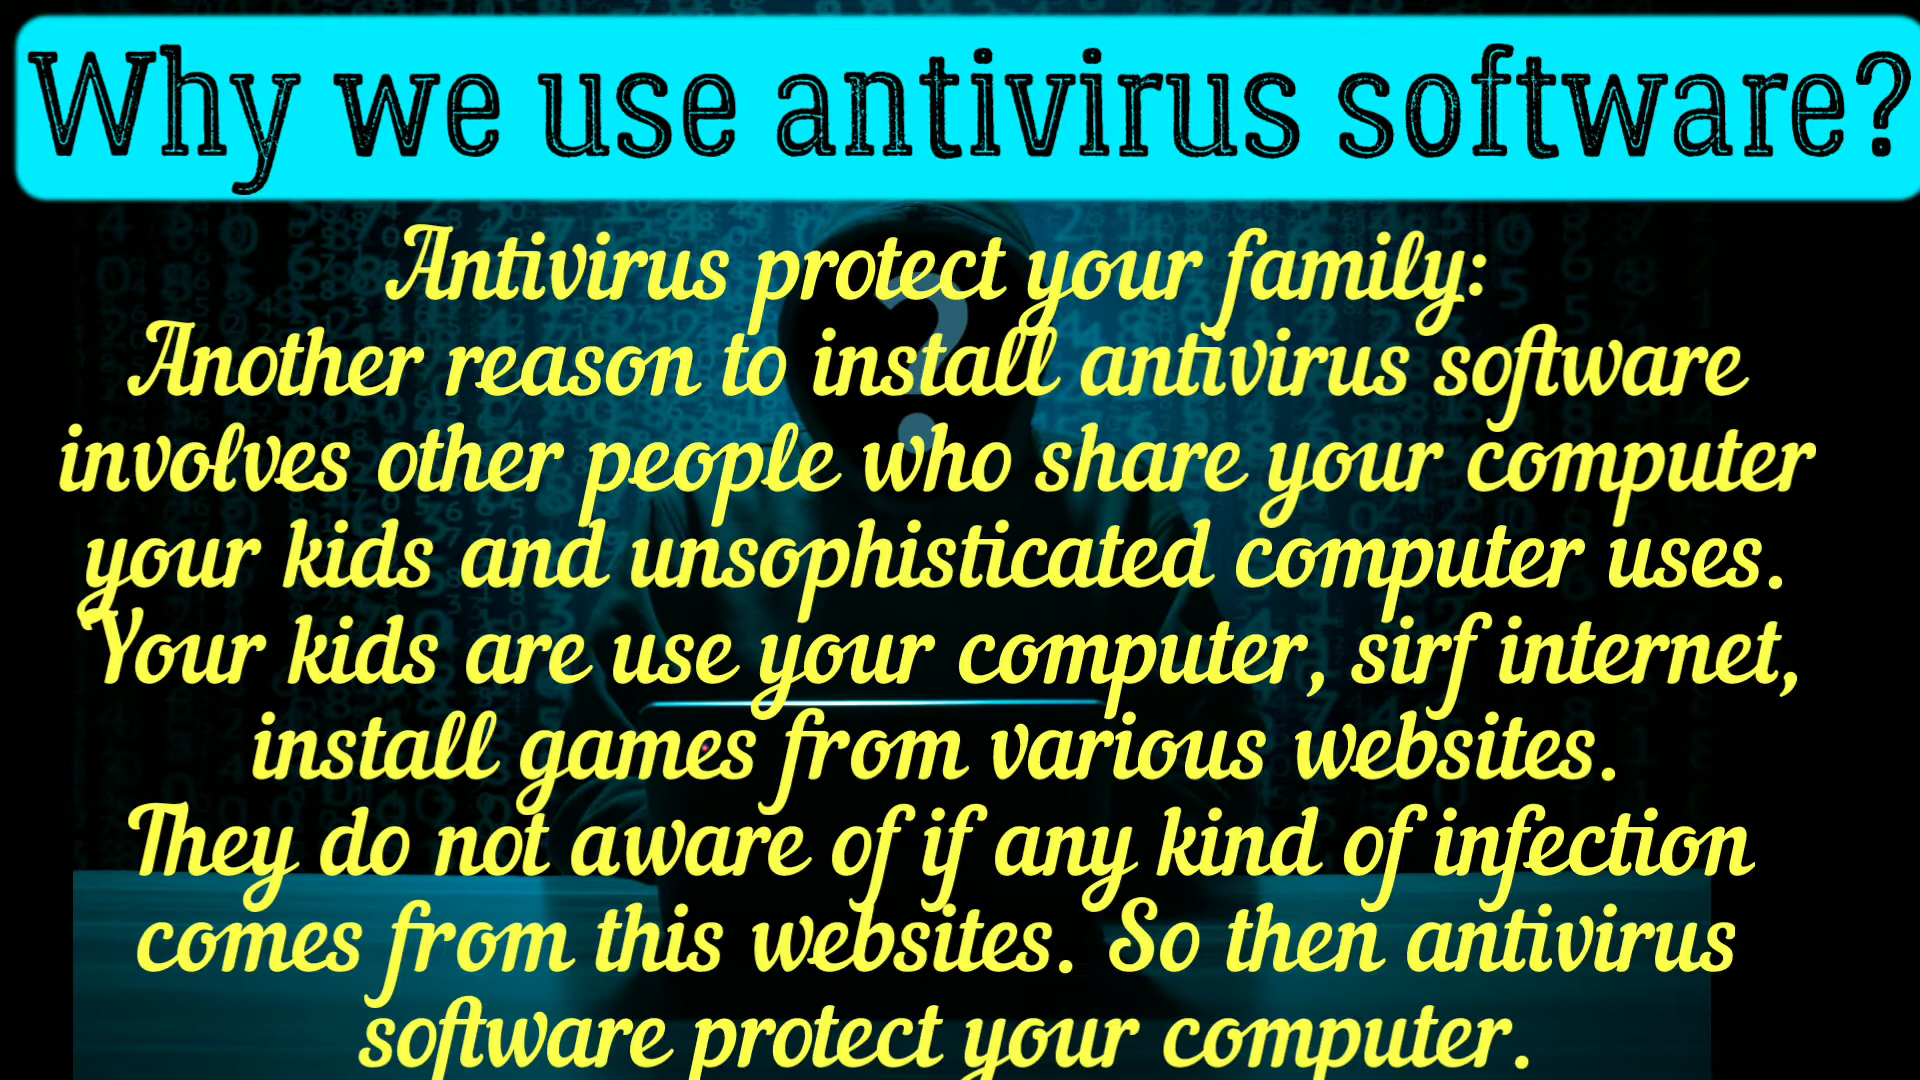 Why we use antivirus software?
Antivirus protect your family:
Another reason to install antivirus software
involves other people who share your computer
your kids and unsophisticated computer uses.
Your kids are use your computer, sirf internet,
install games from various websites.
They do not aware of if any kind of infection
comes from this websites. So then antivirus
software protect your computer.